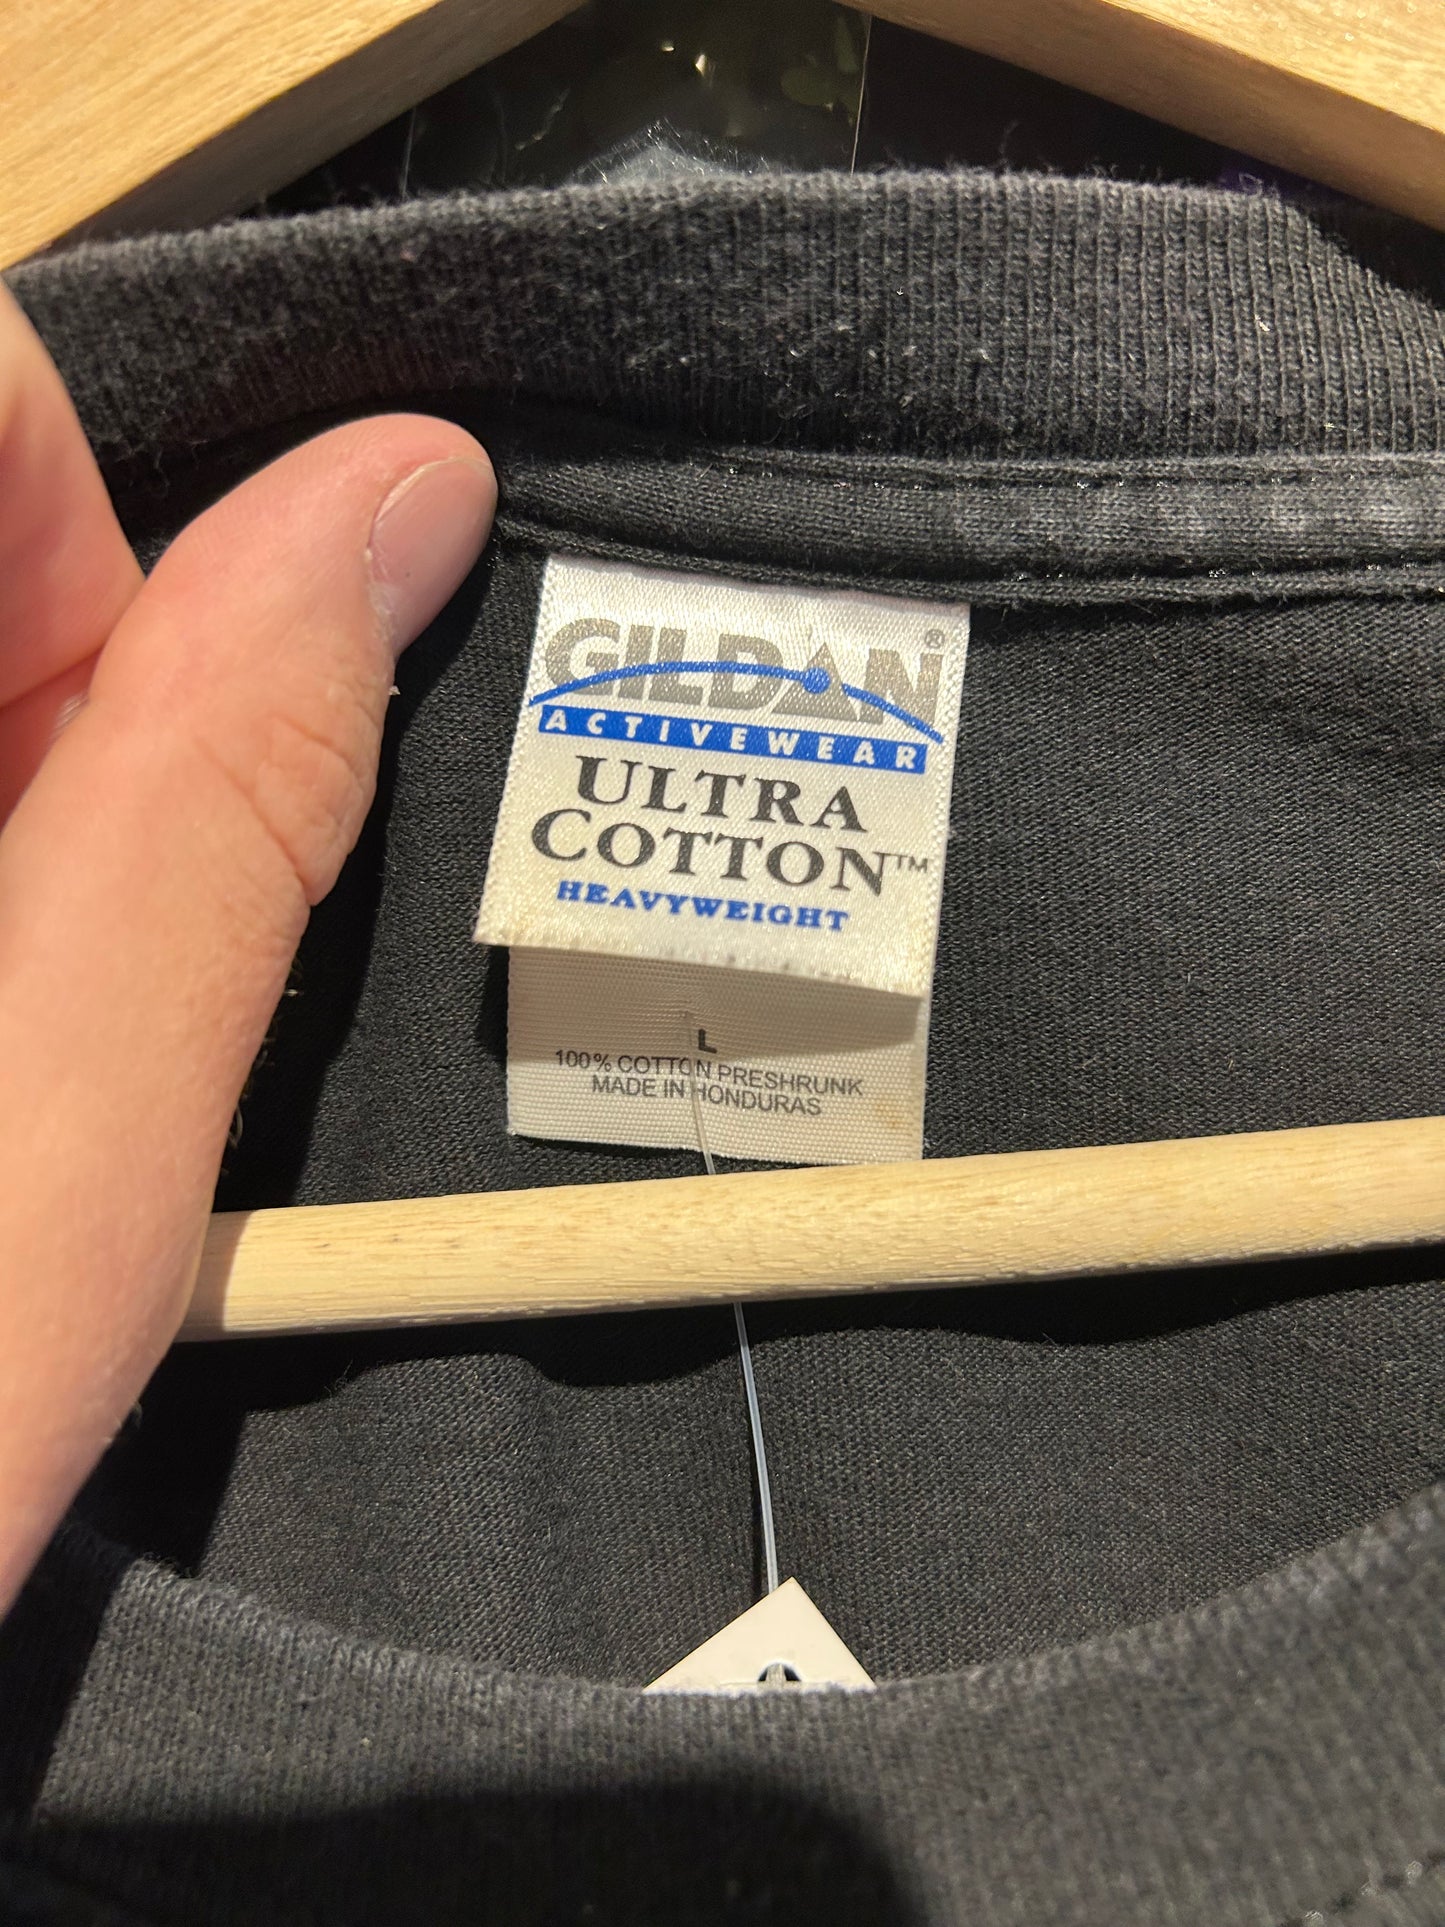 GILDAN®
ACTIVEWEAR
ULTRA
COTTON™
HEAVYWEIGHT
L
100% COTTON PRESHRUNK
MADE IN HONDURAS